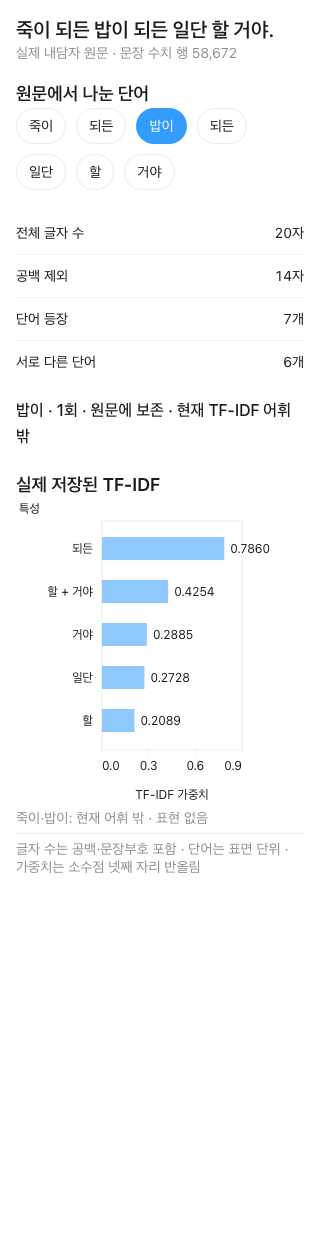 죽이 되든 밥이 되든 일단 할 거야.
실제 내담자 원문 · 문장 수치 행 58,672
원문에서 나눈 단어
죽이 되든 밥이 되든
일단 할 거야
전체 글자 수 20자
공백 제외 14자
단어 등장 7개
서로 다른 단어 6개
밥이 · 1회 · 원문에 보존 · 현재 TF-IDF 어휘
밖
실제 저장된 TF-IDF
특성
되든 0.7860
할 + 거야 0.4254
거야 0.2885
일단 0.2728
할 0.2089
0.0 0.3 0.6 0.9
TF-IDF 가중치
죽이·밥이: 현재 어휘 밖 · 표현 없음
글자 수는 공백·문장부호 포함 · 단어는 표면 단위 ·
가중치는 소수점 넷째 자리 반올림